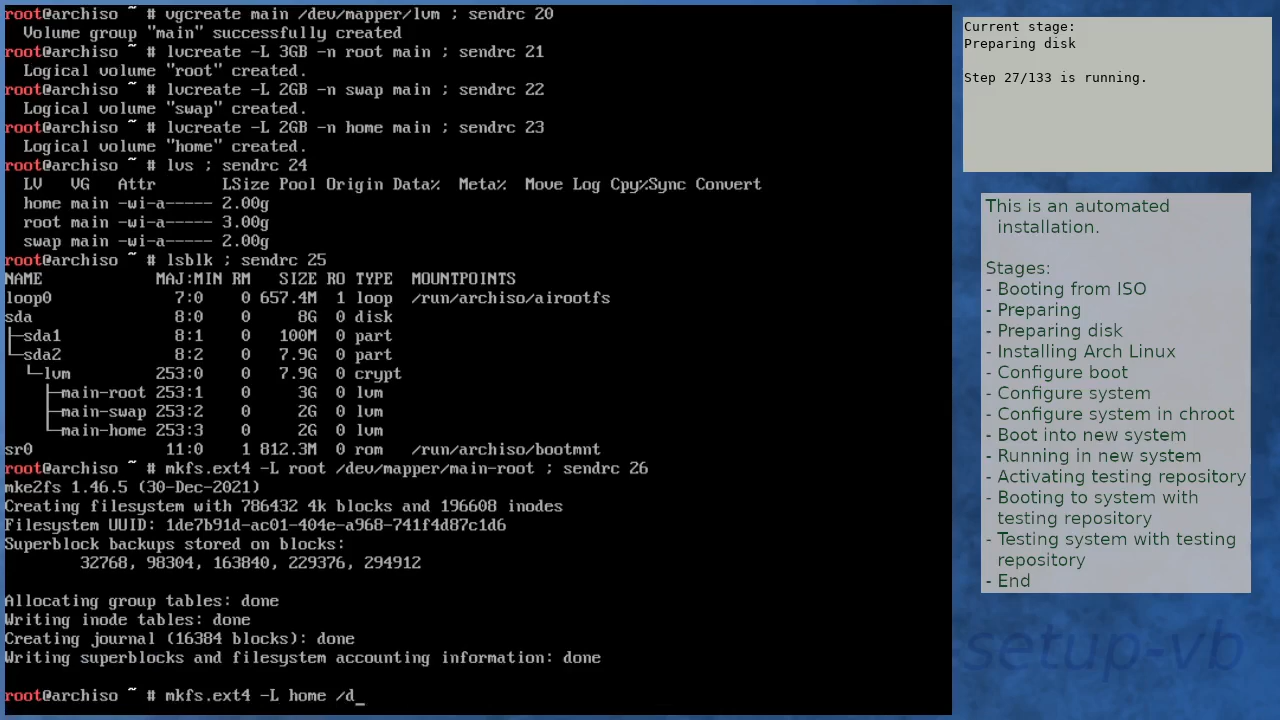 root@archiso ~ # vgcreate main /dev/mapper/lvm ; sendrc 20
  Volume group "main" successfully created
root@archiso ~ # lvcreate -L 3GB -n root main ; sendrc 21
  Logical volume "root" created.
root@archiso ~ # lvcreate -L 2GB -n swap main ; sendrc 22
  Logical volume "swap" created.
root@archiso ~ # lvcreate -L 2GB -n home main ; sendrc 23
  Logical volume "home" created.
root@archiso ~ # lvs ; sendrc 24
  LV   VG   Attr       LSize Pool Origin Data%  Meta%  Move Log Cpy%Sync Convert
  home main -wi-a----- 2.00g
  root main -wi-a----- 3.00g
  swap main -wi-a----- 2.00g
root@archiso ~ # lsblk ; sendrc 25
NAME            MAJ:MIN RM   SIZE RO TYPE  MOUNTPOINTS
loop0             7:0    0 657.4M  1 loop  /run/archiso/airootfs
sda               8:0    0     8G  0 disk
├─sda1            8:1    0   100M  0 part
└─sda2            8:2    0   7.9G  0 part
  └─lvm         253:0    0   7.9G  0 crypt
    ├─main-root 253:1    0     3G  0 lvm
    ├─main-swap 253:2    0     2G  0 lvm
    └─main-home 253:3    0     2G  0 lvm
sr0              11:0    1 812.3M  0 rom   /run/archiso/bootmnt
root@archiso ~ # mkfs.ext4 -L root /dev/mapper/main-root ; sendrc 26
mke2fs 1.46.5 (30-Dec-2021)
Creating filesystem with 786432 4k blocks and 196608 inodes
Filesystem UUID: 1de7b91d-ac01-404e-a968-741f4d87c1d6
Superblock backups stored on blocks:
        32768, 98304, 163840, 229376, 294912

Allocating group tables: done
Writing inode tables: done
Creating journal (16384 blocks): done
Writing superblocks and filesystem accounting information: done

root@archiso ~ # mkfs.ext4 -L home /d_
Current stage:
Preparing disk
Step 27/133 is running.
This is an automated
installation.
Stages:
- Booting from ISO
- Preparing
- Preparing disk
- Installing Arch Linux
- Configure boot
- Configure system
- Configure system in chroot
- Boot into new system
- Running in new system
- Activating testing repository
- Booting to system with
testing repository
- Testing system with testing
repository
- End
setup-vb